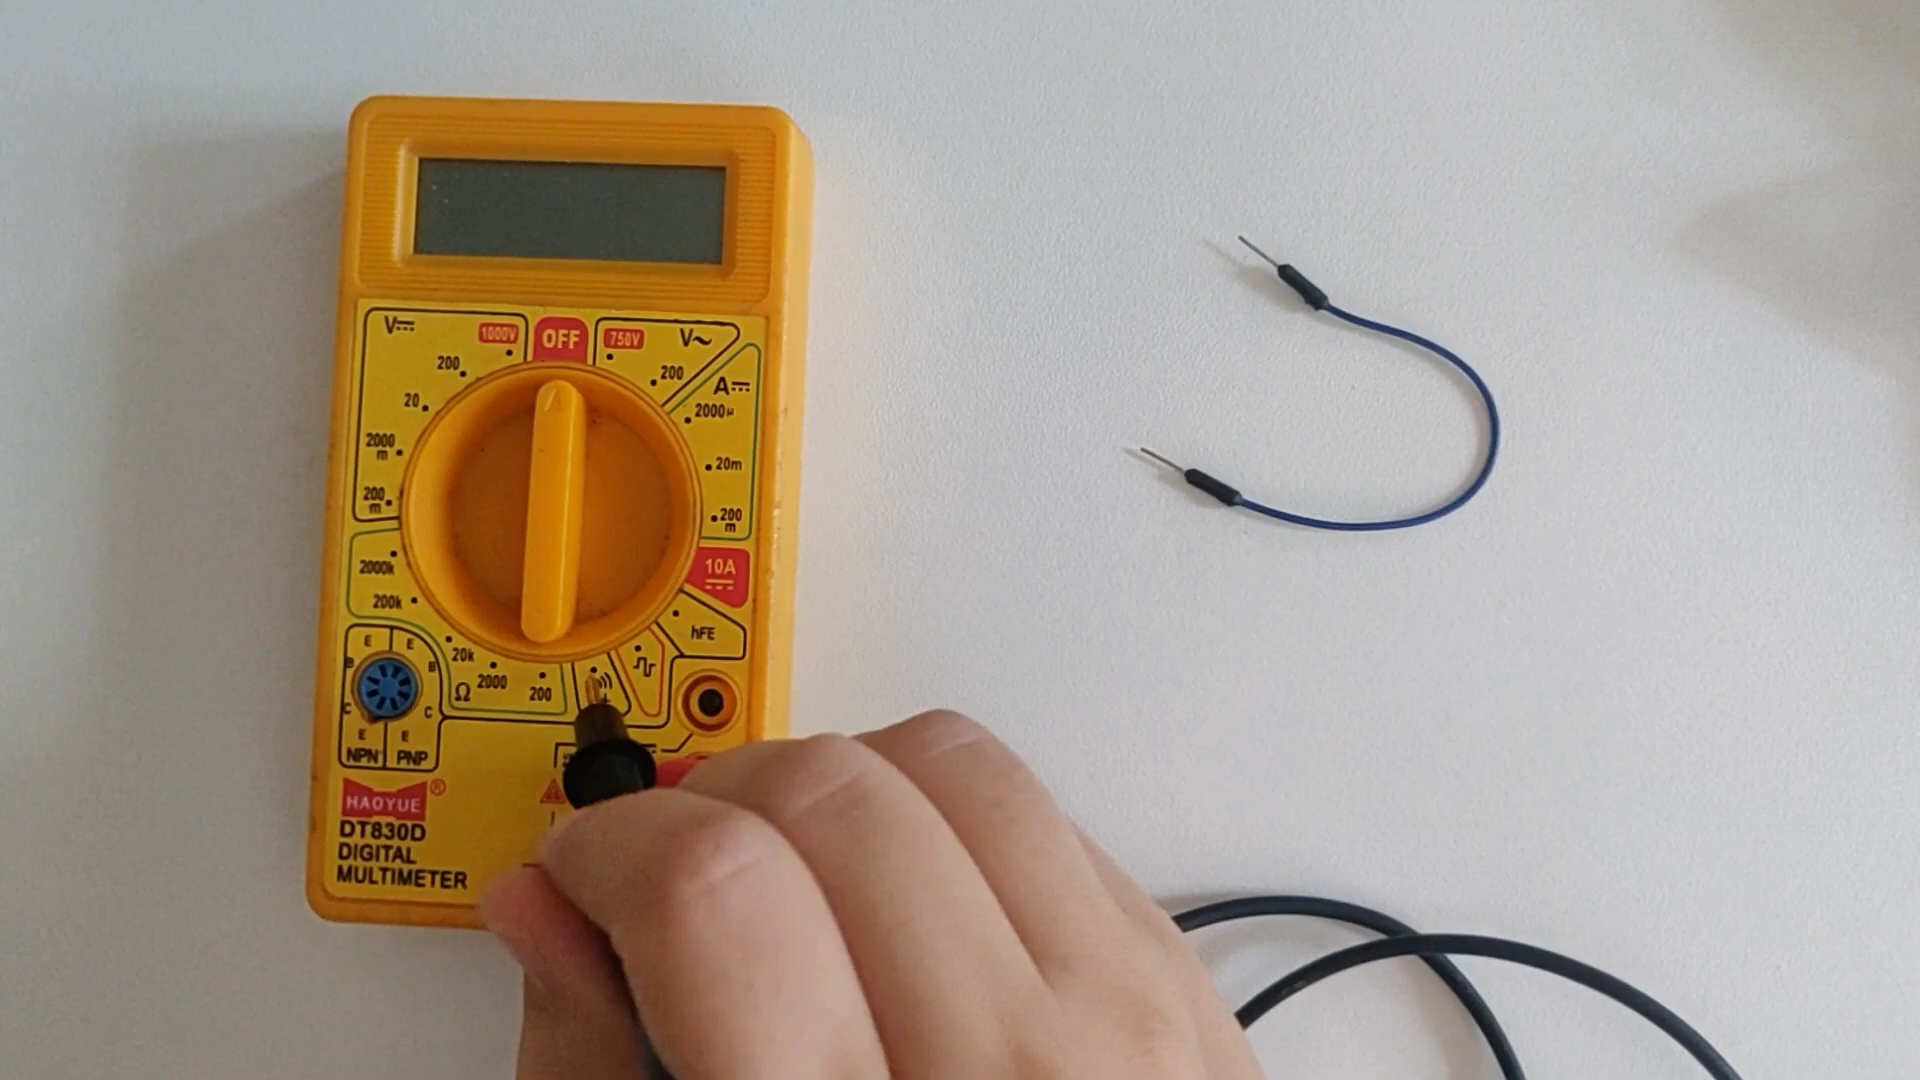 V⎓ 1000V OFF 750V V~
200 200 A⎓
20 2000µ
2000
m
20m
200
m
200
m
2000k 10A
200k
hFE
E E 20k
B B Ω 2000 200
C C
E E
NPN PNP
HAOYUE®
DT830D
DIGITAL
MULTIMETER